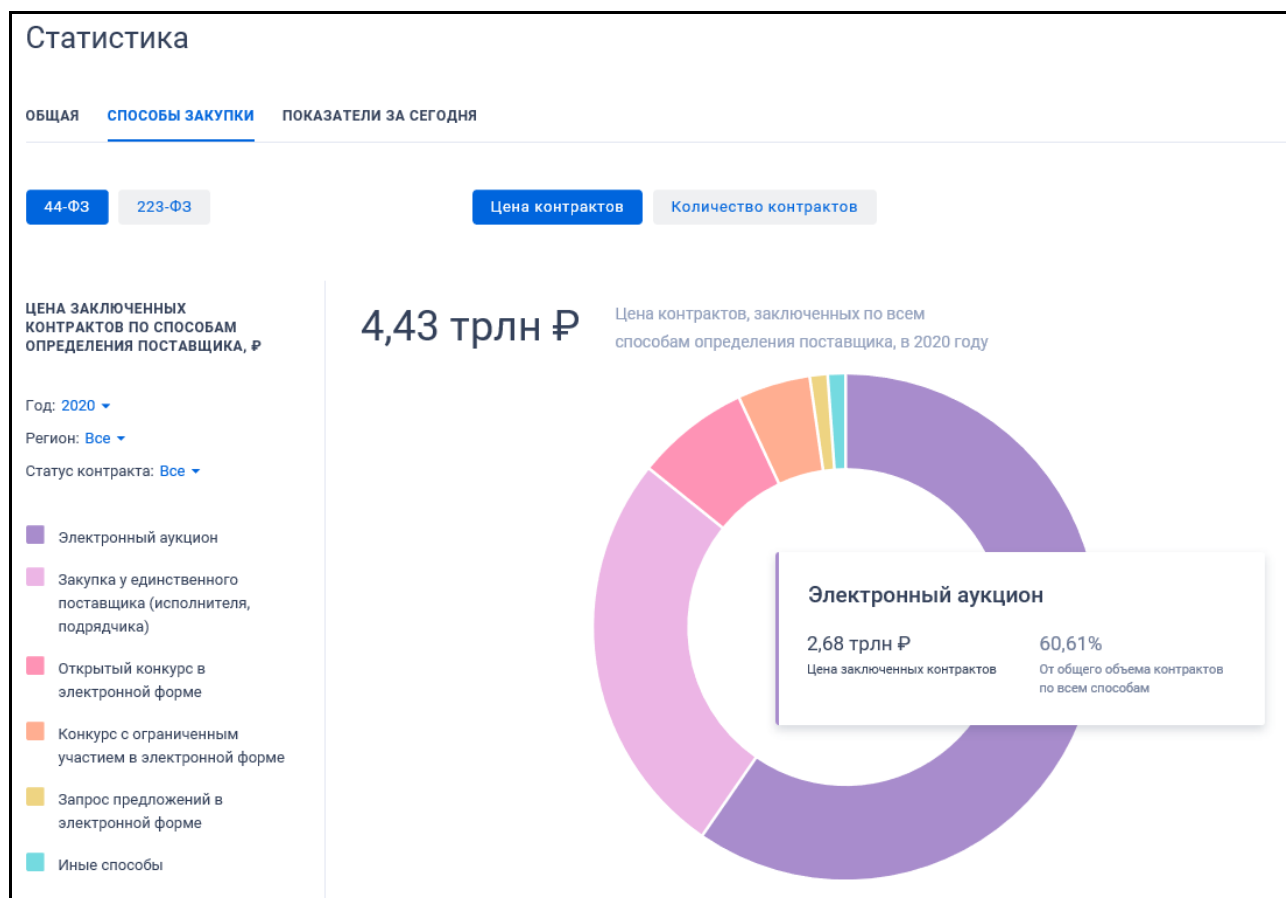 Статистика
ОБЩАЯ СПОСОБЫ ЗАКУПКИ ПОКАЗАТЕЛИ ЗА СЕГОДНЯ
44-ФЗ 223-ФЗ Цена контрактов Количество контрактов
ЦЕНА ЗАКЛЮЧЕННЫХ
КОНТРАКТОВ ПО СПОСОБАМ
ОПРЕДЕЛЕНИЯ ПОСТАВЩИКА, ₽
Год: 2020
Регион: Все
Статус контракта: Все
Электронный аукцион
Закупка у единственного
поставщика (исполнителя,
подрядчика)
Открытый конкурс в
электронной форме
Конкурс с ограниченным
участием в электронной форме
Запрос предложений в
электронной форме
Иные способы
4,43 трлн ₽
Цена контрактов, заключенных по всем
способам определения поставщика, в 2020 году
Электронный аукцион
2,68 трлн ₽
Цена заключенных контрактов
60,61%
От общего объема контрактов
по всем способам